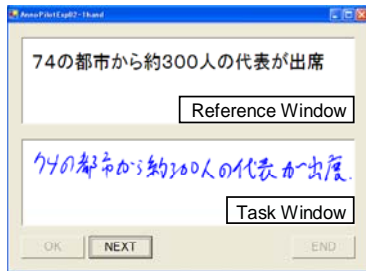 AnnoPilotExp02-1hand
74の都市から約300人の代表が出席
Reference Window
74の都市から約300人の代表が出度.
Task Window
OK NEXT END